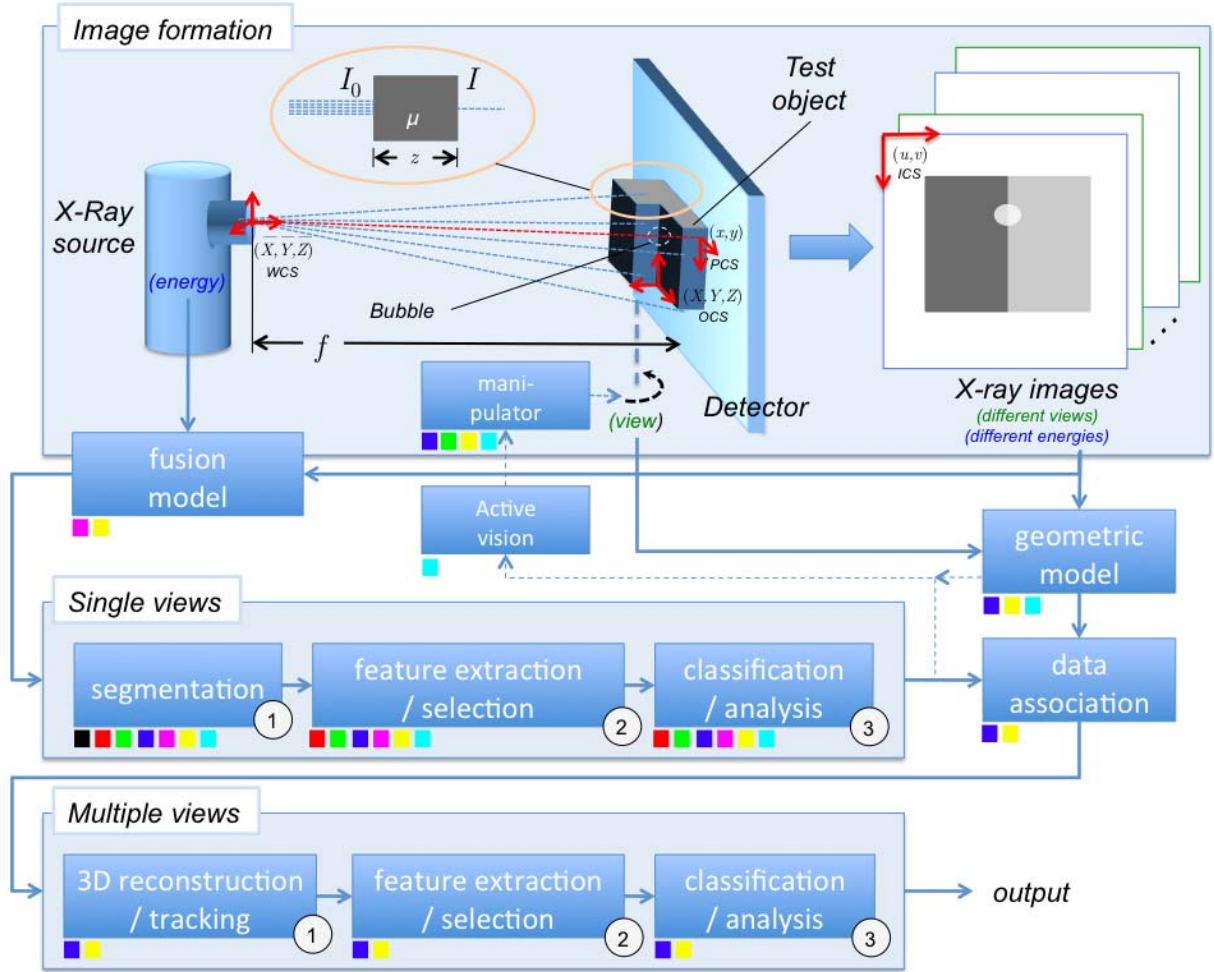 Image formation
I₀
I
μ
z
Test
object
X-Ray
source
(energy)
(X̄, Ȳ, Z̄)
WCS
(x,y)
PCS
(X,Y,Z)
OCS
Bubble
f
(u,v)
ICS
mani-
pulator
(view)
Detector
X-ray images
(different views)
(different energies)
fusion
model
Active
vision
geometric
model
Single views
segmentation
1
feature extraction
/ selection
2
classification
/ analysis
3
data
association
Multiple views
3D reconstruction
/ tracking
1
feature extraction
/ selection
2
classification
/ analysis
3
output